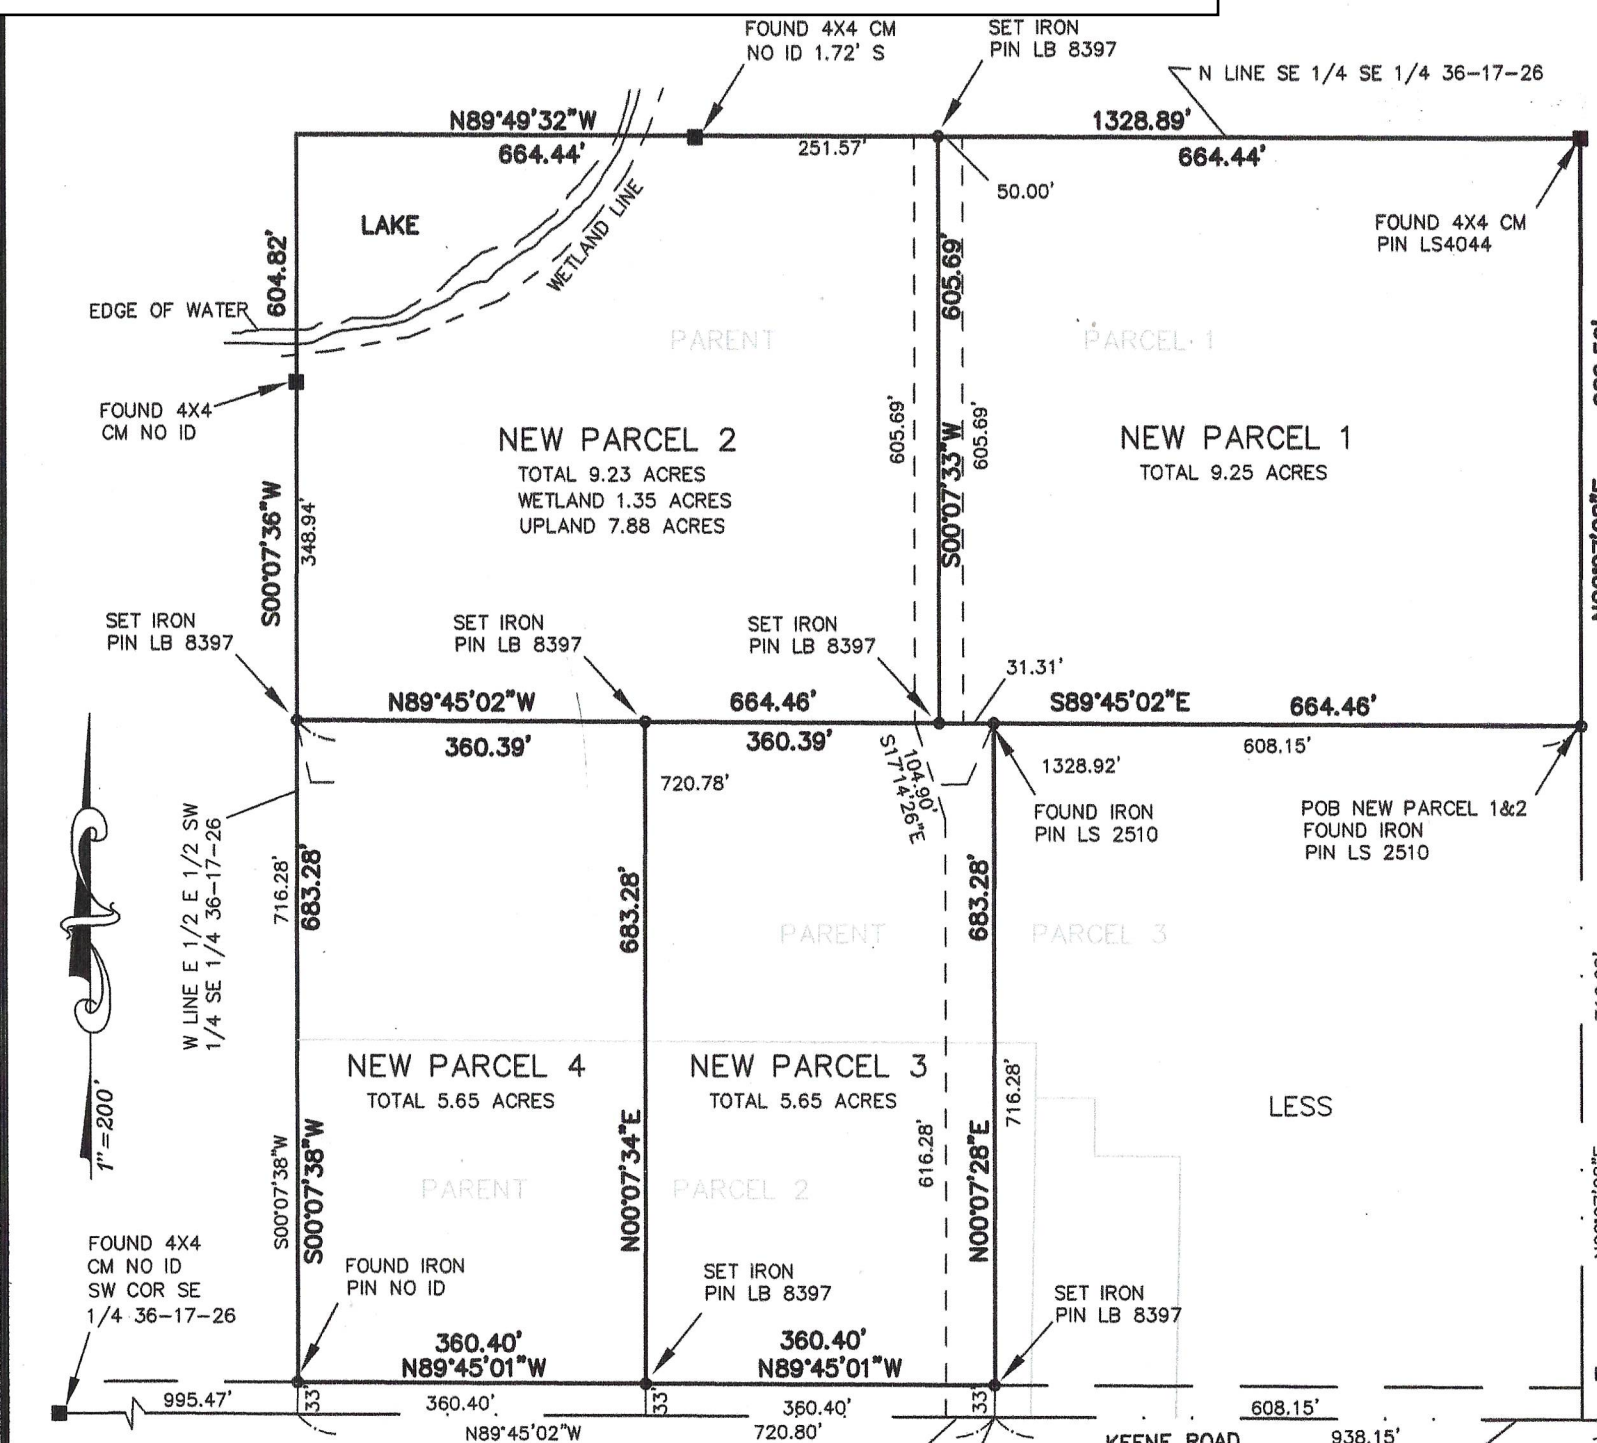 FOUND 4X4 CM
NO ID 1.72' S
SET IRON
PIN LB 8397
N LINE SE 1/4 SE 1/4 36-17-26
N89°49'32"W
664.44'
251.57'
1328.89'
664.44'
50.00'
FOUND 4X4 CM
PIN LS4044
LAKE
WETLAND LINE
604.82'
EDGE OF WATER
605.69'
PARENT
PARCEL 1
FOUND 4X4
CM NO ID
NEW PARCEL 2
TOTAL 9.23 ACRES
WETLAND 1.35 ACRES
UPLAND 7.88 ACRES
605.69'
605.69'
S00°07'33"W
NEW PARCEL 1
TOTAL 9.25 ACRES
S00°07'36"W
348.94'
SET IRON
PIN LB 8397
SET IRON
PIN LB 8397
SET IRON
PIN LB 8397
31.31'
N89°45'02"W
664.46'
S89°45'02"E
664.46'
360.39'
360.39'
608.15'
720.78'
104.90'
S17°14'26"E
1328.92'
FOUND IRON
PIN LS 2510
POB NEW PARCEL 1&2
FOUND IRON
PIN LS 2510
W LINE E 1/2 E 1/2 SW
1/4 SE 1/4 36-17-26
716.28'
683.28'
683.28'
683.28'
PARENT
PARCEL 3
NEW PARCEL 4
TOTAL 5.65 ACRES
NEW PARCEL 3
TOTAL 5.65 ACRES
716.28'
LESS
1"=200'
S00°07'38"W
S00°07'38"W
N00°07'34"E
616.28'
N00°07'28"E
PARENT
PARCEL 2
FOUND 4X4
CM NO ID
SW COR SE
1/4 36-17-26
FOUND IRON
PIN NO ID
SET IRON
PIN LB 8397
SET IRON
PIN LB 8397
360.40'
N89°45'01"W
360.40'
N89°45'01"W
995.47'
33'
360.40'
33'
360.40'
33'
608.15'
N89°45'02"W
720.80'
KEENE ROAD
938.15'